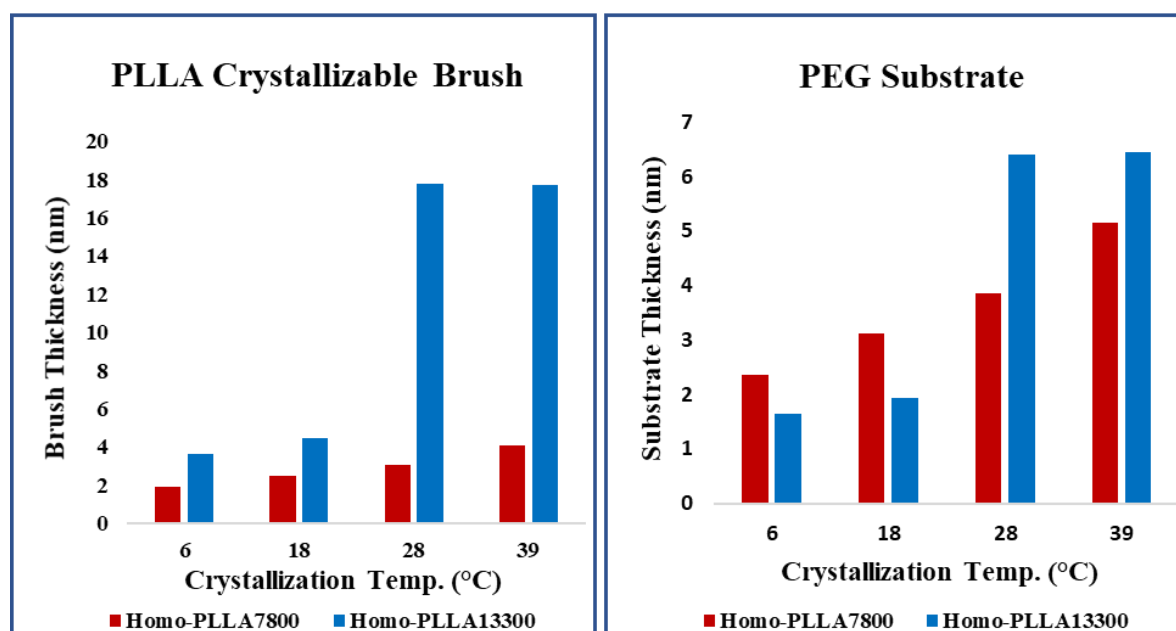 PLLA Crystallizable Brush
Brush Thickness (nm)
20
18
16
14
12
10
8
6
4
2
0
6 18 28 39
Crystallization Temp. (°C)
Homo-PLLA7800 Homo-PLLA13300
PEG Substrate
Substrate Thickness (nm)
7
6
5
4
3
2
1
0
6 18 28 39
Crystallization Temp. (°C)
Homo-PLLA7800 Homo-PLLA13300